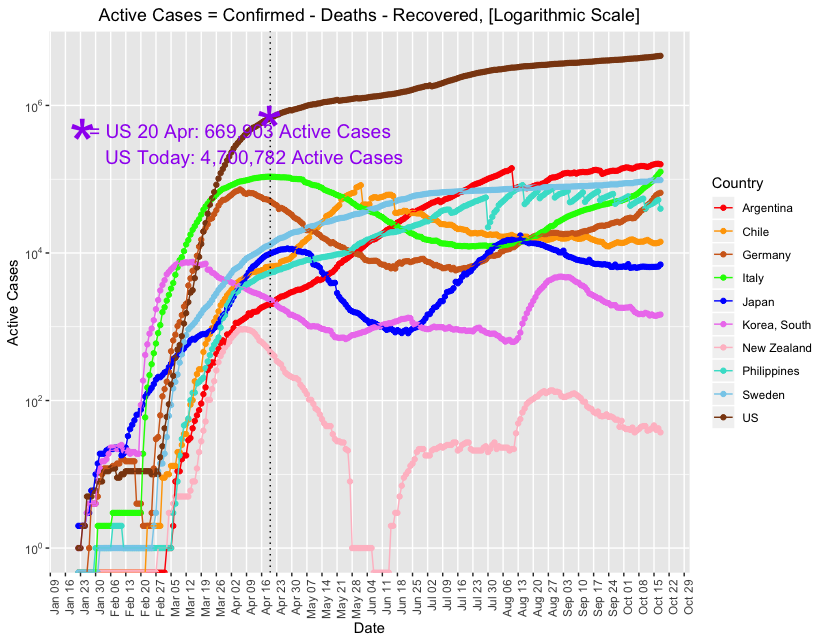 Active Cases = Confirmed - Deaths - Recovered, [Logarithmic Scale]
Active Cases
10^6
10^4
10^2
10^0
*= US 20 Apr: 669,903 Active Cases
US Today: 4,700,782 Active Cases
Country
Argentina
Chile
Germany
Italy
Japan
Korea, South
New Zealand
Philippines
Sweden
US
Jan 09
Jan 16
Jan 23
Jan 30
Feb 06
Feb 13
Feb 20
Feb 27
Mar 05
Mar 12
Mar 19
Mar 26
Apr 02
Apr 09
Apr 16
Apr 23
Apr 30
May 07
May 14
May 21
May 28
Jun 04
Jun 11
Jun 18
Jun 25
Jul 02
Jul 09
Jul 16
Jul 23
Jul 30
Aug 06
Aug 13
Aug 20
Aug 27
Sep 03
Sep 10
Sep 17
Sep 24
Oct 01
Oct 08
Oct 15
Oct 22
Oct 29
Date